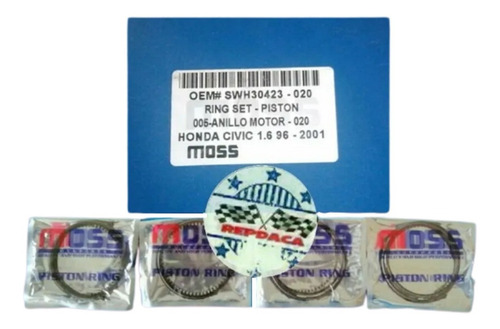 OEM# SWH30423 - 020
RING SET - PISTON
005-ANILLO MOTOR - 020
HONDA CIVIC 1.6 96 - 2001
moss
REPDACA
moss
PISTON RING
moss
PISTON RING
moss
PISTON RING
moss
PISTON RING